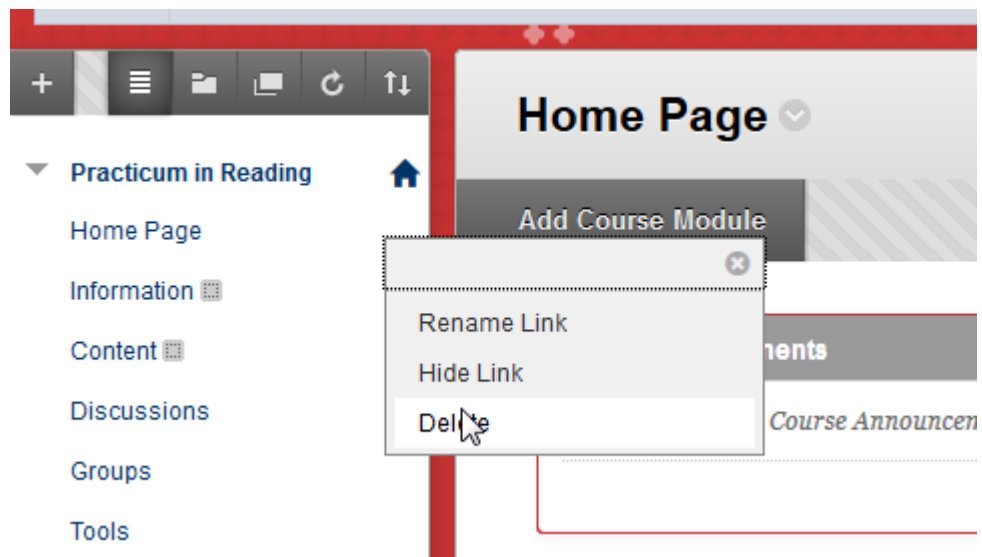 Home Page
Practicum in Reading
Home Page
Information
Content
Discussions
Groups
Tools
Add Course Module
Rename Link
Hide Link
Delete
Course